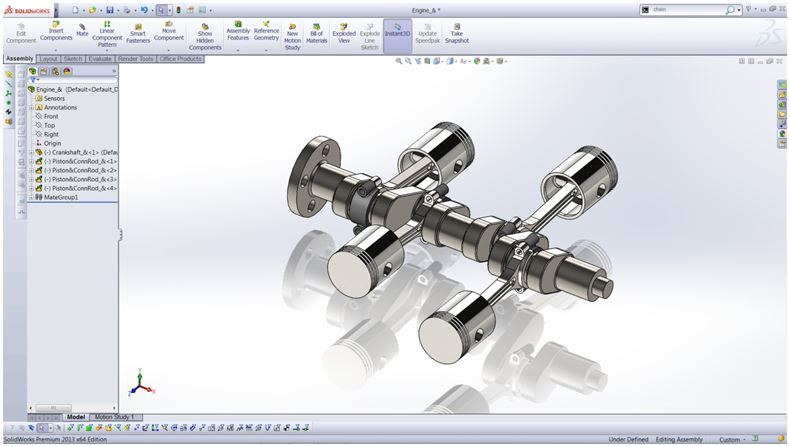 SOLIDWORKS
Engine_& *
chain
Edit Component
Insert Components
Mate
Linear Component Pattern
Smart Fasteners
Move Component
Show Hidden Components
Assembly Features
Reference Geometry
New Motion Study
Bill of Materials
Exploded View
Explode Line Sketch
Instant3D
Update Speedpak
Take Snapshot
Assembly Layout Sketch Evaluate Render Tools Office Products
Engine_& (Default<Default_D
Sensors
Annotations
Front
Top
Right
Origin
(-) Crankshaft_&<1> (Defau
(-) Piston&ConnRod_&<1>
(-) Piston&ConnRod_&<2>
(-) Piston&ConnRod_&<3>
(-) Piston&ConnRod_&<4>
MateGroup1
Y
X
Z
Model Motion Study 1
SolidWorks Premium 2013 x64 Edition
Under Defined Editing Assembly Custom